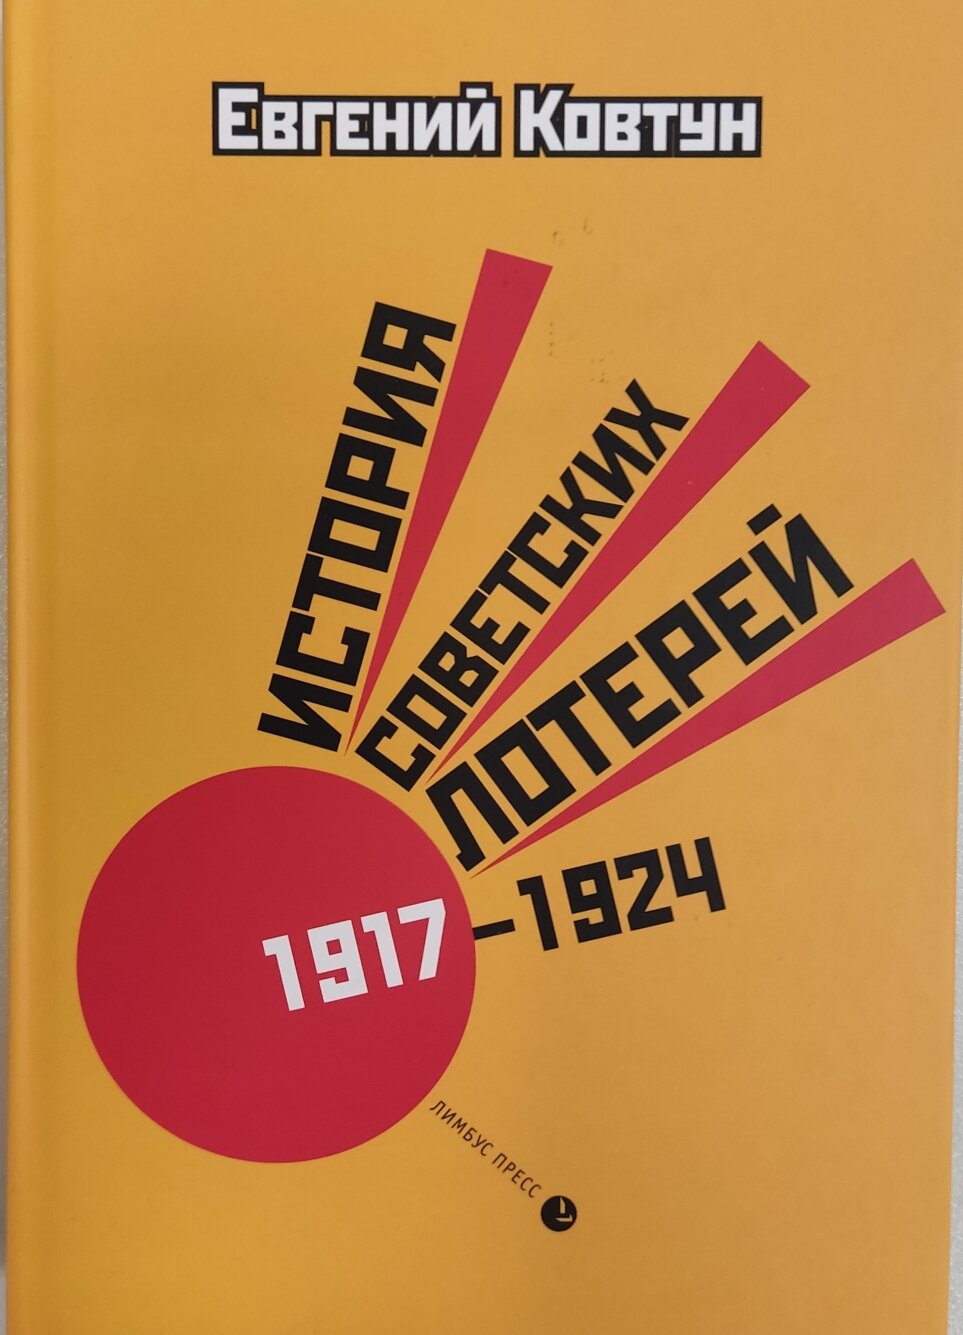 Евгений Ковтун
ИСТОРИЯ
СОВЕТСКИХ
ЛОТЕРЕЙ
1917–1924
ЛИМБУС ПРЕСС